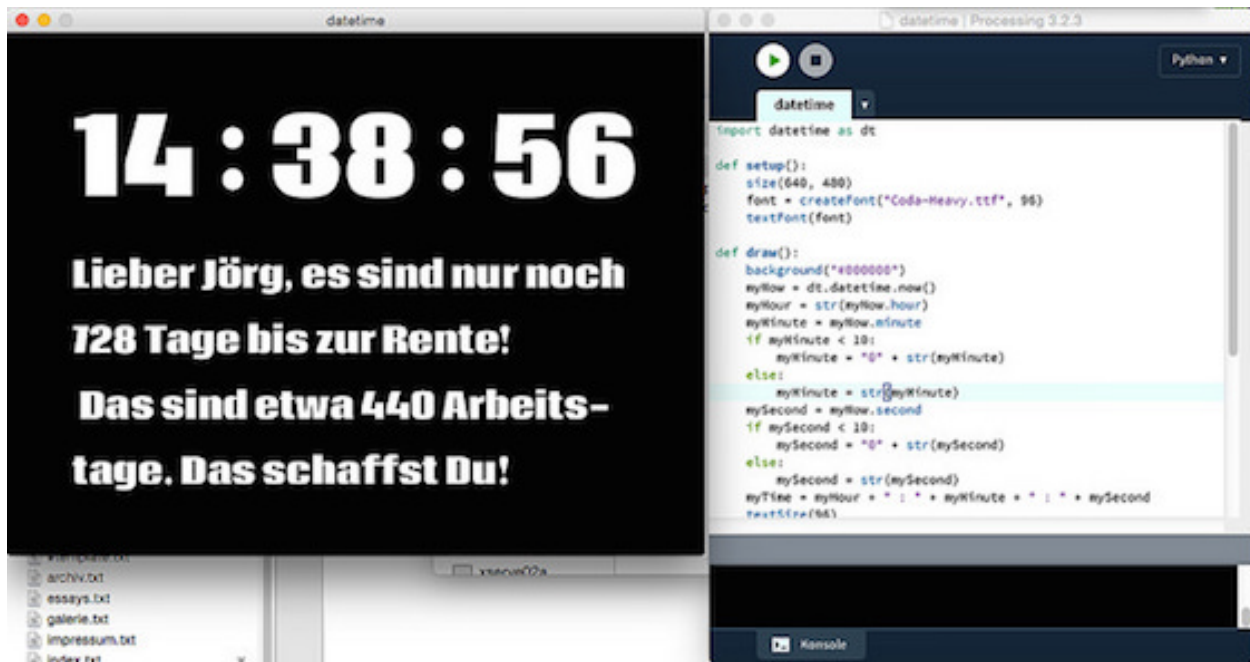 datetime
14 : 38 : 56
Lieber Jörg, es sind nur noch
728 Tage bis zur Rente!
Das sind etwa 440 Arbeits-
tage. Das schaffst Du!
archiv.txt
essays.txt
galerie.txt
impressum.txt
index.txt
xserve02a
datetime | Processing 3.2.3
Python
datetime
import datetime as dt
def setup():
size(640, 480)
font = createFont("Coda-Heavy.ttf", 96)
textFont(font)
def draw():
background("#000000")
myNow = dt.datetime.now()
myHour = str(myNow.hour)
myMinute = myNow.minute
if myMinute < 10:
myMinute = "0" + str(myMinute)
else:
myMinute = str(myMinute)
mySecond = myNow.second
if mySecond < 10:
mySecond = "0" + str(mySecond)
else:
mySecond = str(mySecond)
myTime = myHour + " : " + myMinute + " : " + mySecond
textSize(96)
Konsole